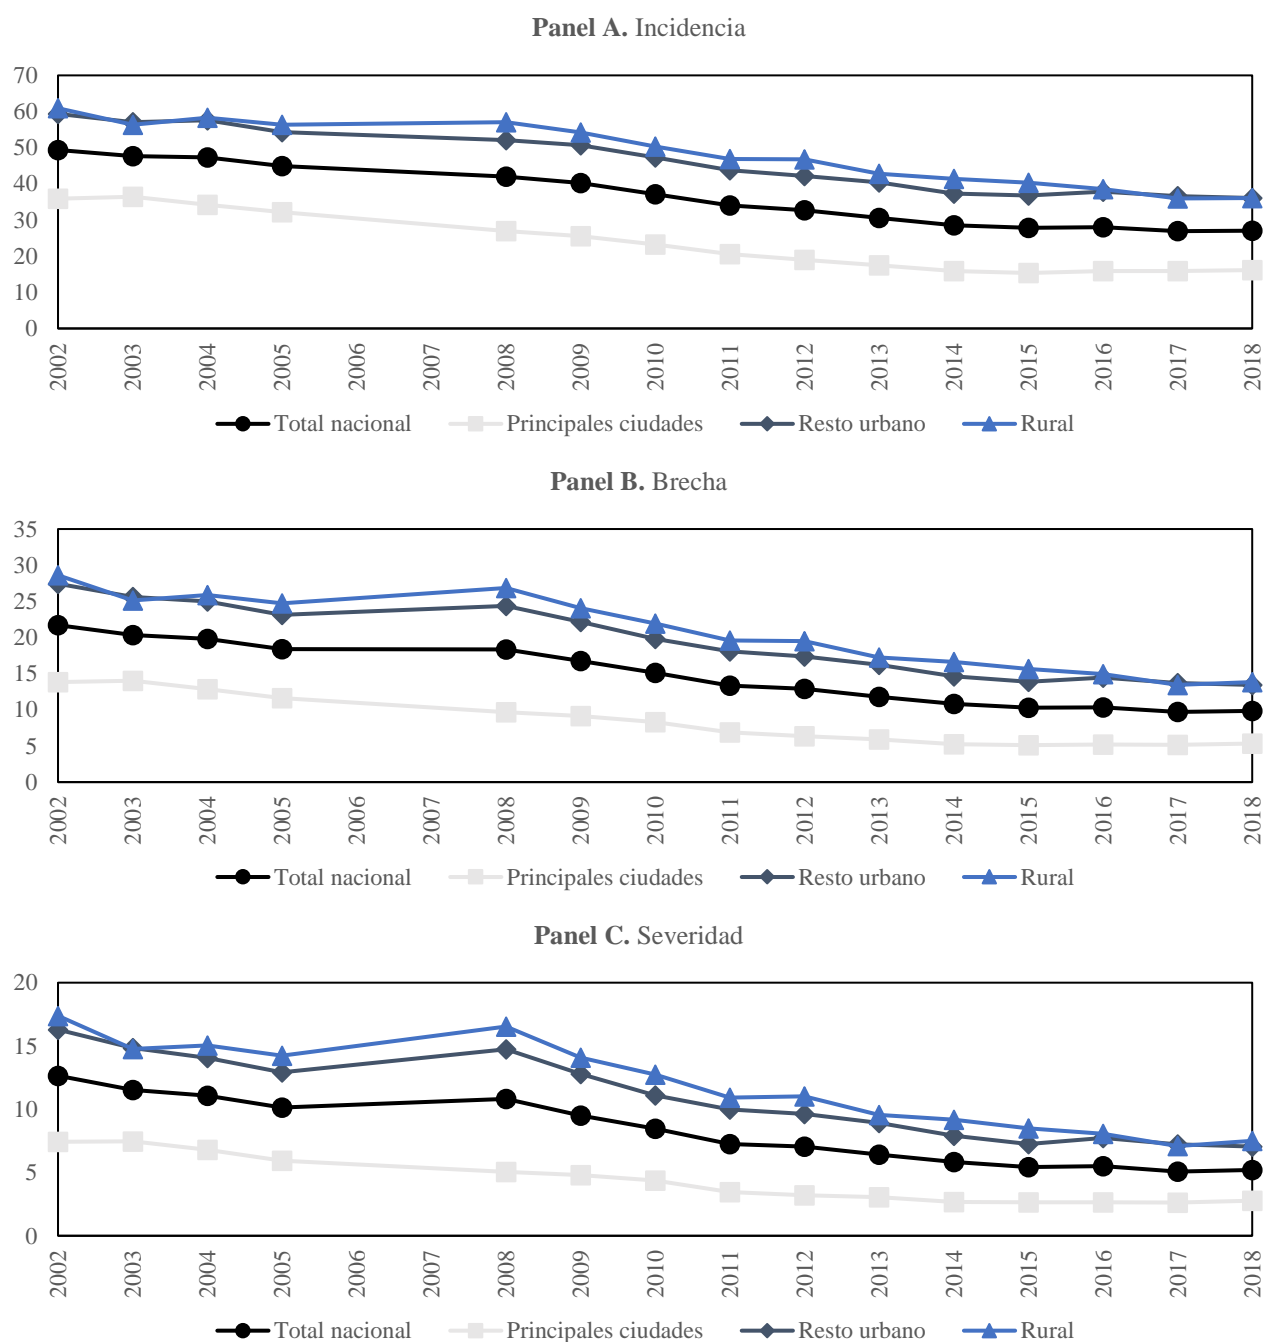 Panel A. Incidencia
70
60
50
40
30
20
10
0
2002 2003 2004 2005 2006 2007 2008 2009 2010 2011 2012 2013 2014 2015 2016 2017 2018
Total nacional Principales ciudades Resto urbano Rural
Panel B. Brecha
35
30
25
20
15
10
5
0
2002 2003 2004 2005 2006 2007 2008 2009 2010 2011 2012 2013 2014 2015 2016 2017 2018
Total nacional Principales ciudades Resto urbano Rural
Panel C. Severidad
20
15
10
5
0
2002 2003 2004 2005 2006 2007 2008 2009 2010 2011 2012 2013 2014 2015 2016 2017 2018
Total nacional Principales ciudades Resto urbano Rural